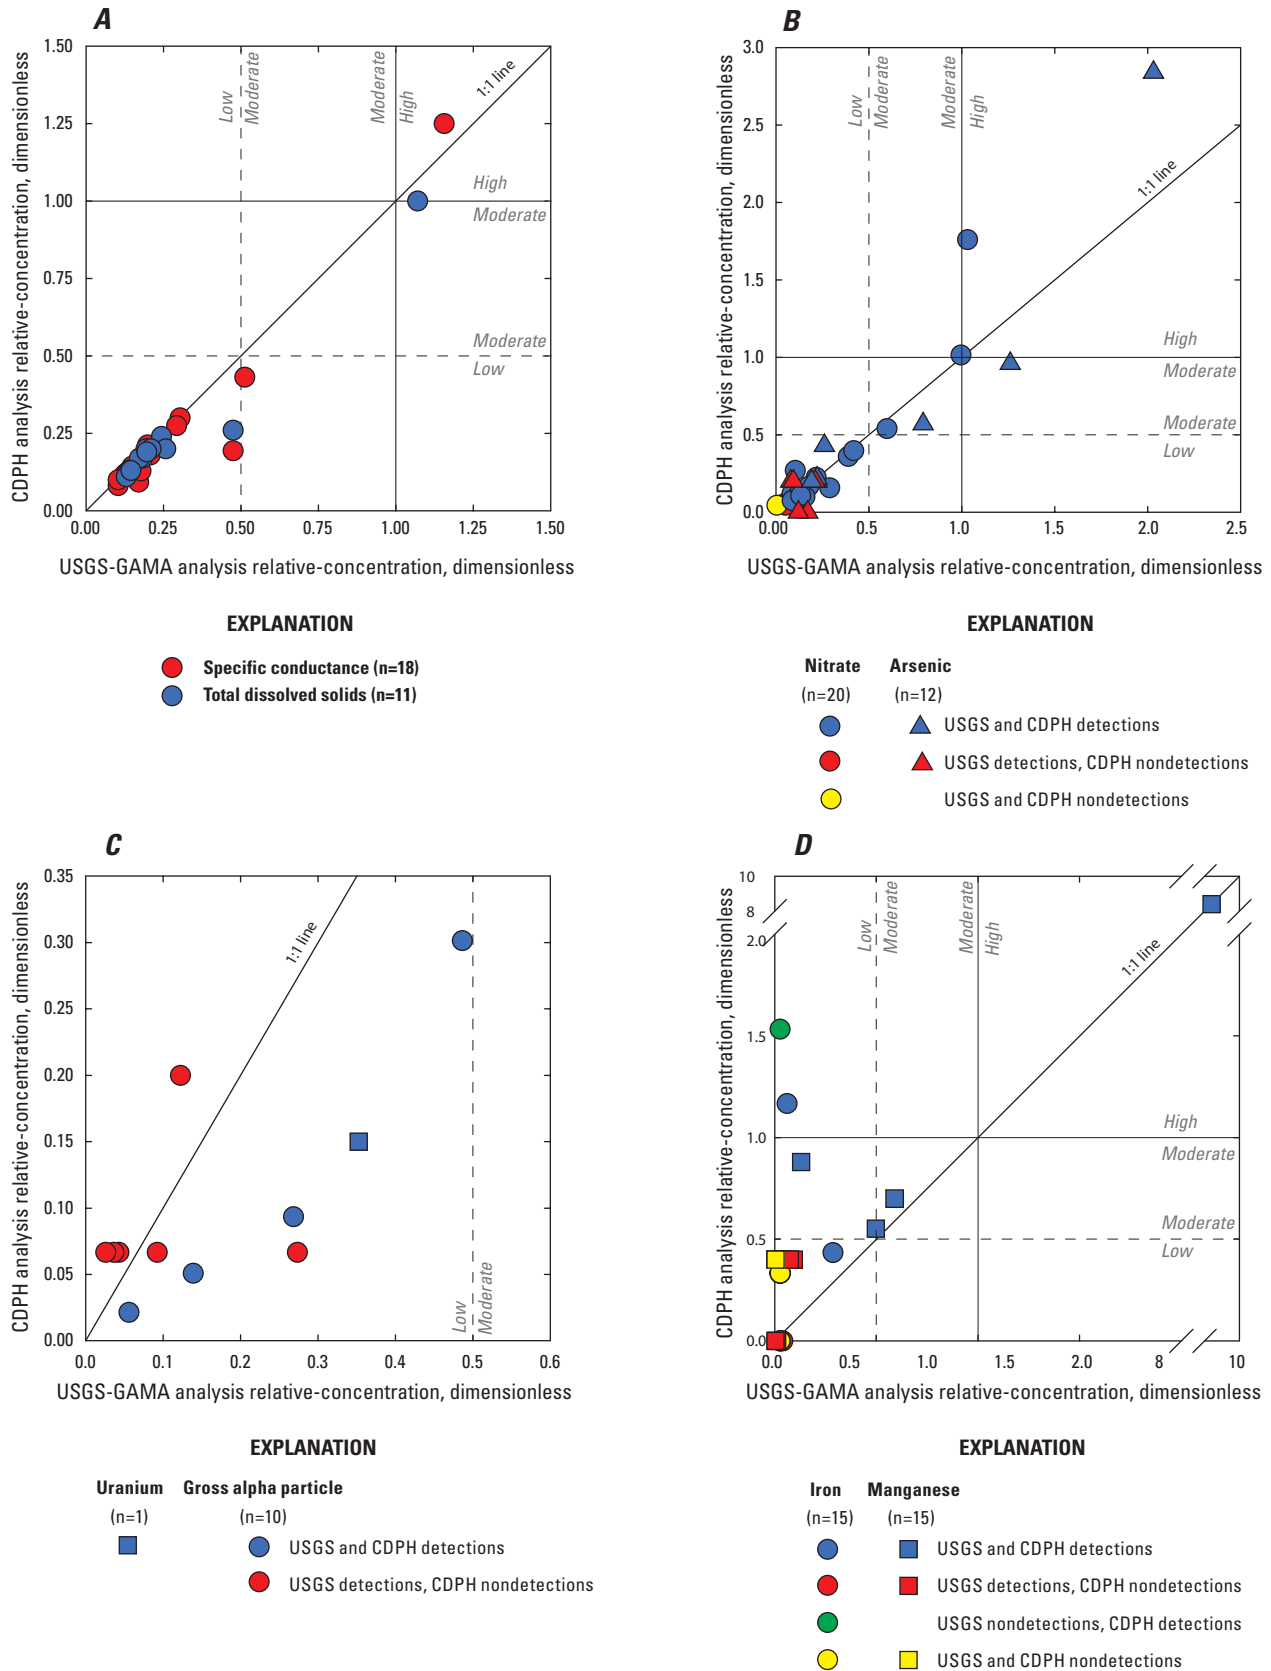 A
CDPH analysis relative-concentration, dimensionless
1.50
1.25
1.00
0.75
0.50
0.25
0.00
Low
Moderate
Moderate
High
1:1 line
High
Moderate
Moderate
Low
0.00 0.25 0.50 0.75 1.00 1.25 1.50
USGS-GAMA analysis relative-concentration, dimensionless
EXPLANATION
Specific conductance (n=18)
Total dissolved solids (n=11)
B
CDPH analysis relative-concentration, dimensionless
3.0
2.5
2.0
1.5
1.0
0.5
0.0
Low
Moderate
Moderate
High
1:1 line
High
Moderate
Moderate
Low
0.0 0.5 1.0 1.5 2.0 2.5
USGS-GAMA analysis relative-concentration, dimensionless
EXPLANATION
Nitrate Arsenic
(n=20) (n=12)
USGS and CDPH detections
USGS detections, CDPH nondetections
USGS and CDPH nondetections
C
CDPH analysis relative-concentration, dimensionless
0.35
0.30
0.25
0.20
0.15
0.10
0.05
0.00
1:1 line
Low
Moderate
0.0 0.1 0.2 0.3 0.4 0.5 0.6
USGS-GAMA analysis relative-concentration, dimensionless
EXPLANATION
Uranium Gross alpha particle
(n=1) (n=10)
USGS and CDPH detections
USGS detections, CDPH nondetections
D
CDPH analysis relative-concentration, dimensionless
10
8
2.0
1.5
1.0
0.5
0.0
Low
Moderate
Moderate
High
1:1 line
High
Moderate
Moderate
Low
0.0 0.5 1.0 1.5 2.0 8 10
USGS-GAMA analysis relative-concentration, dimensionless
EXPLANATION
Iron Manganese
(n=15) (n=15)
USGS and CDPH detections
USGS detections, CDPH nondetections
USGS nondetections, CDPH detections
USGS and CDPH nondetections